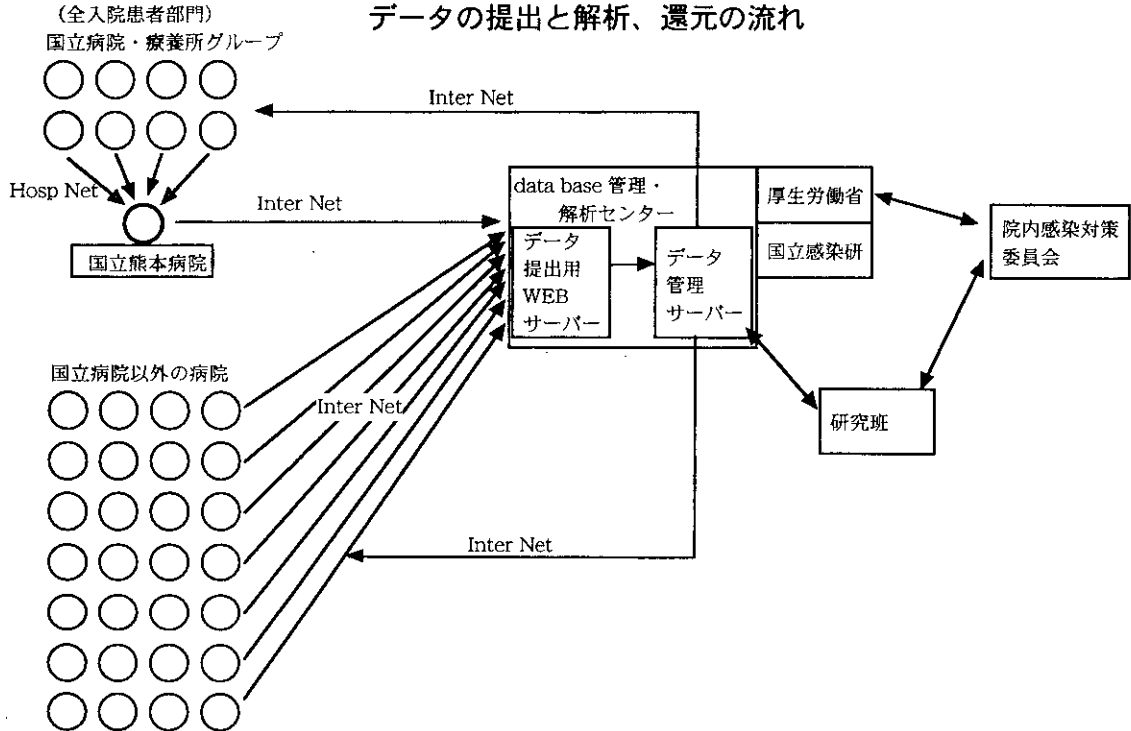 （全入院患者部門）
データの提出と解析、還元の流れ
国立病院・療養所グループ
Inter Net
Hosp Net
Inter Net
国立熊本病院
data base 管理・
解析センター
データ
提出用
WEB
サーバー
データ
管理
サーバー
厚生労働省
国立感染研
院内感染対策
委員会
研究班
国立病院以外の病院
Inter Net
Inter Net